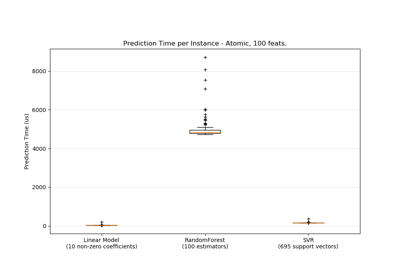 Prediction Time per Instance - Atomic, 100 feats.
8000
6000
4000
2000
0
Prediction Time (us)
Linear Model
(10 non-zero coefficients)
RandomForest
(100 estimators)
SVR
(695 support vectors)